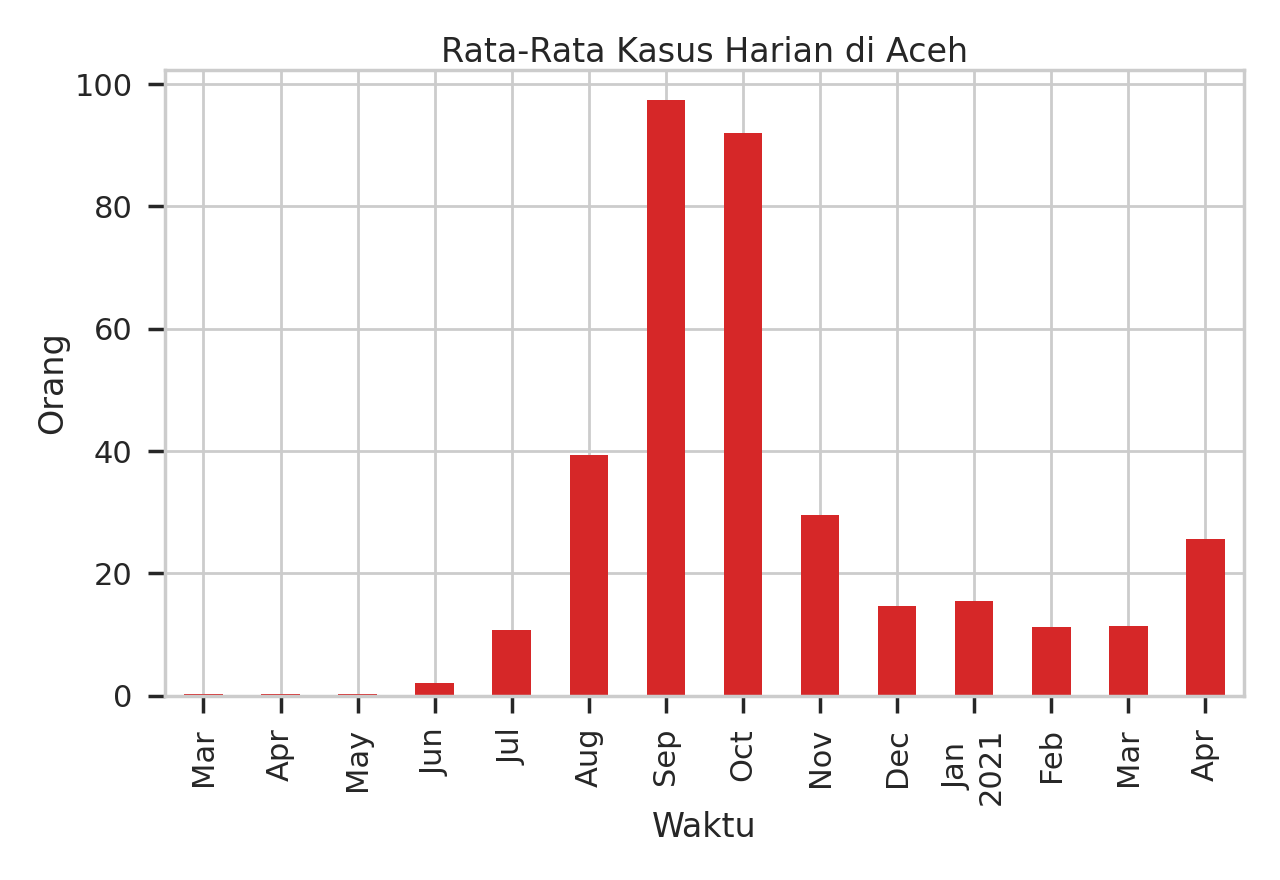 Rata-Rata Kasus Harian di Aceh
100
80
60
40
20
0
Orang
Mar
Apr
May
Jun
Jul
Aug
Sep
Oct
Nov
Dec
Jan
2021
Feb
Mar
Apr
Waktu